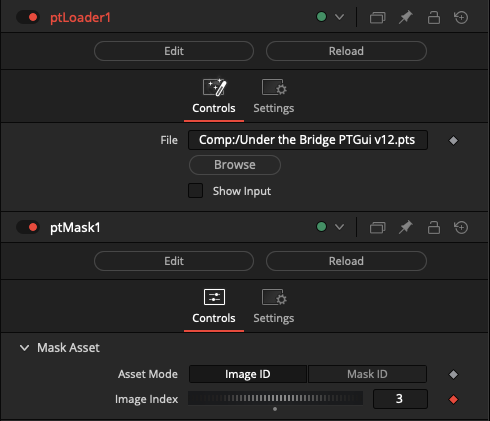 ptLoader1
Edit Reload
Controls Settings
File Comp:/Under the Bridge PTGui v12.pts
Browse
Show Input
ptMask1
Edit Reload
Controls Settings
Mask Asset
Asset Mode Image ID Mask ID
Image Index 3